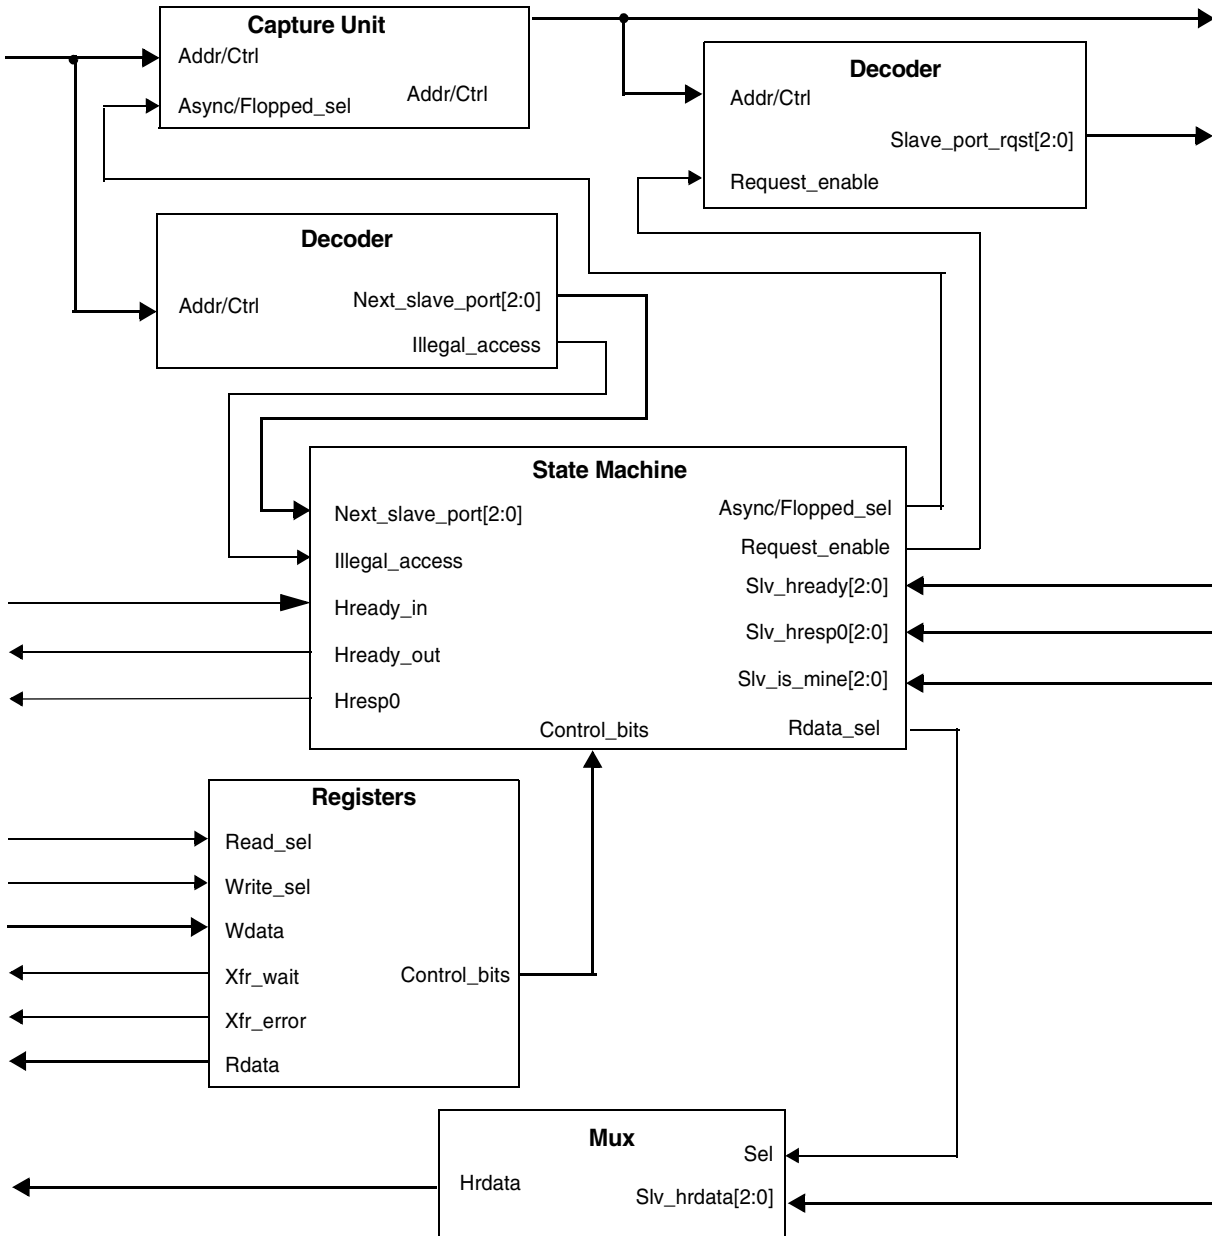 Capture Unit
Addr/Ctrl
Async/Flopped_sel
Addr/Ctrl
Decoder
Addr/Ctrl
Slave_port_rqst[2:0]
Request_enable
Decoder
Addr/Ctrl
Next_slave_port[2:0]
Illegal_access
State Machine
Next_slave_port[2:0]
Illegal_access
Hready_in
Hready_out
Hresp0
Async/Flopped_sel
Request_enable
Slv_hready[2:0]
Slv_hresp0[2:0]
Slv_is_mine[2:0]
Control_bits
Rdata_sel
Registers
Read_sel
Write_sel
Wdata
Xfr_wait
Xfr_error
Rdata
Control_bits
Mux
Sel
Hrdata
Slv_hrdata[2:0]